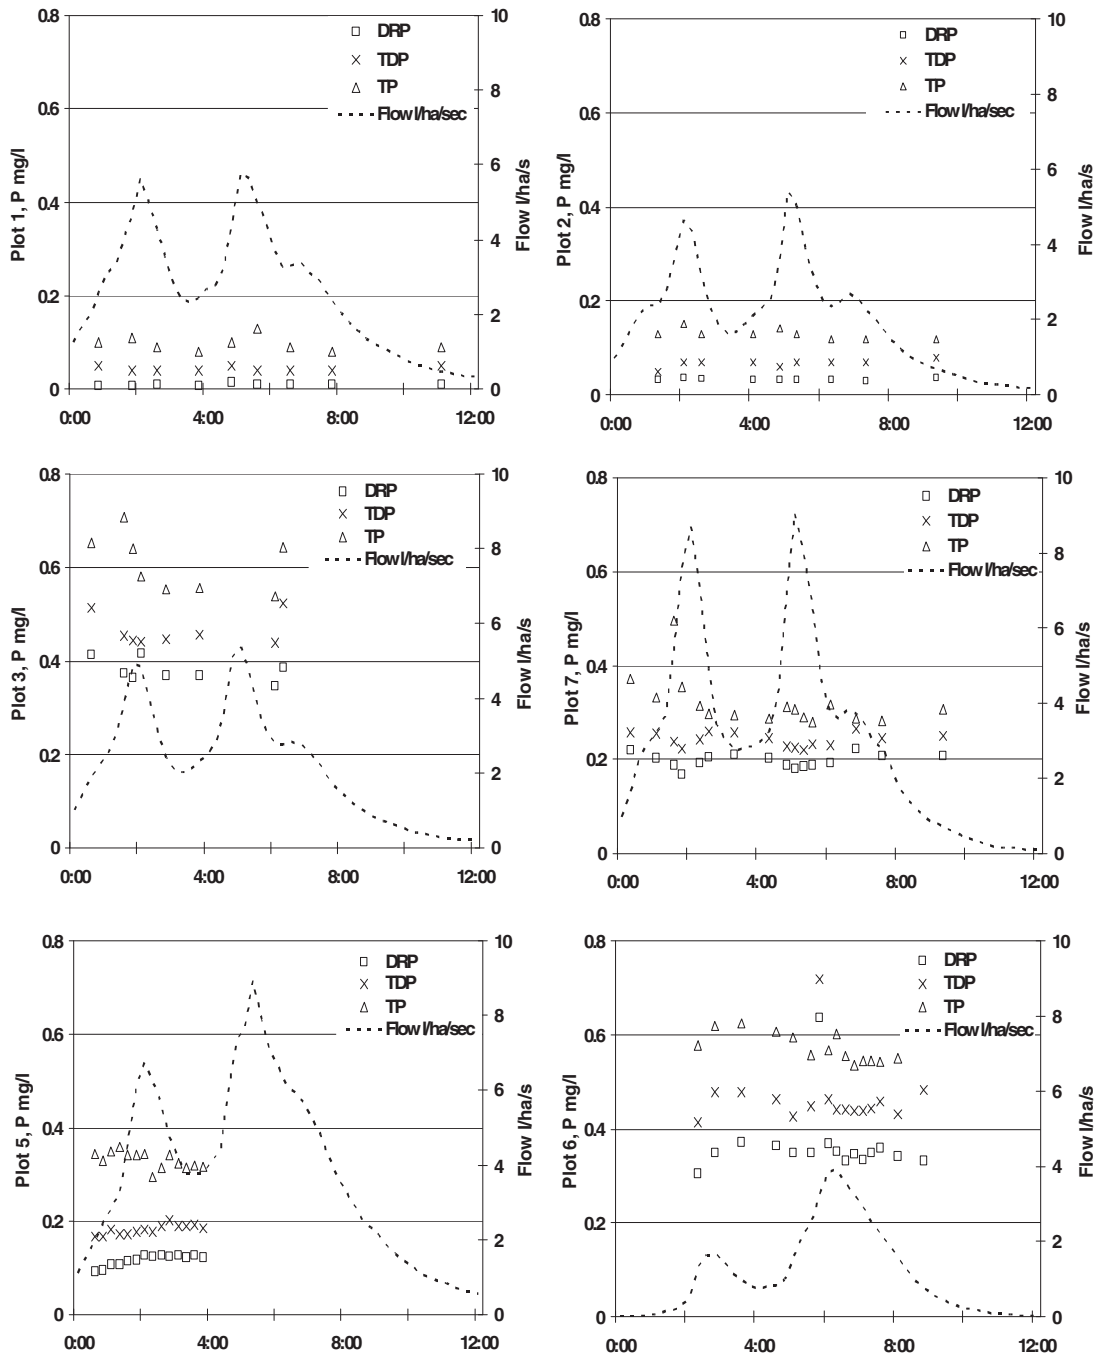 0.8
0.6
0.4
0.2
0
10
8
6
4
2
0
Plot 1, P mg/l
Flow l/ha/s
DRP
TDP
TP
Flow l/ha/sec
0:00 4:00 8:00 12:00
0.8
0.6
0.4
0.2
0
10
8
6
4
2
0
Plot 2, P mg/l
Flow l/ha/s
DRP
TDP
TP
Flow l/ha/sec
0:00 4:00 8:00 12:00
0.8
0.6
0.4
0.2
0
10
8
6
4
2
0
Plot 3, P mg/l
Flow l/ha/s
DRP
TDP
TP
Flow l/ha/sec
0:00 4:00 8:00 12:00
0.8
0.6
0.4
0.2
0
10
8
6
4
2
0
Plot 7, P mg/l
Flow l/ha/s
DRP
TDP
TP
Flow l/ha/sec
0:00 4:00 8:00 12:00
0.8
0.6
0.4
0.2
0
10
8
6
4
2
0
Plot 5, P mg/l
Flow l/ha/s
DRP
TDP
TP
Flow l/ha/sec
0:00 4:00 8:00 12:00
0.8
0.6
0.4
0.2
0
10
8
6
4
2
0
Plot 6, P mg/l
Flow l/ha/s
DRP
TDP
TP
Flow l/ha/sec
0:00 4:00 8:00 12:00